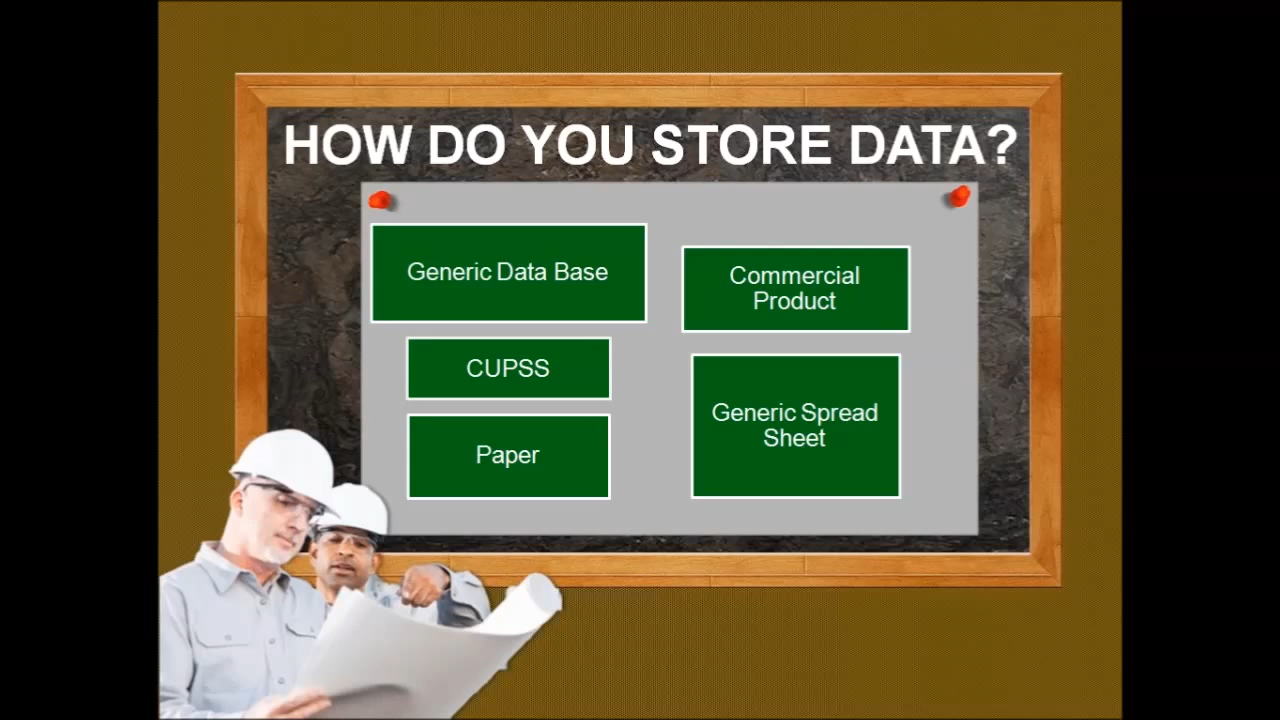 HOW DO YOU STORE DATA?
Generic Data Base
Commercial
Product
CUPSS
Generic Spread
Sheet
Paper